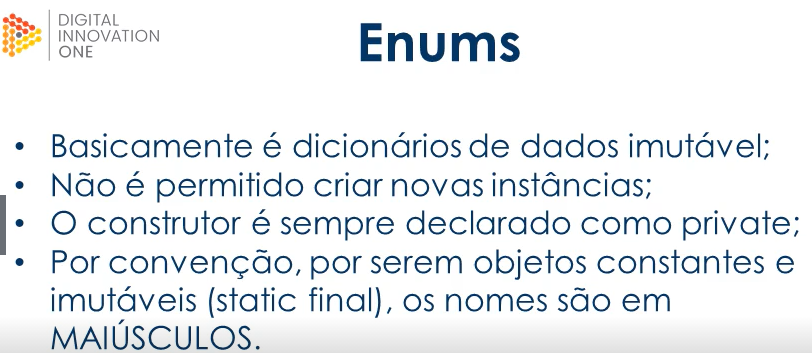 DIGITAL
INNOVATION
ONE
Enums
• Basicamente é dicionários de dados imutável;
• Não é permitido criar novas instâncias;
• O construtor é sempre declarado como private;
• Por convenção, por serem objetos constantes e
imutáveis (static final), os nomes são em
MAIÚSCULOS.